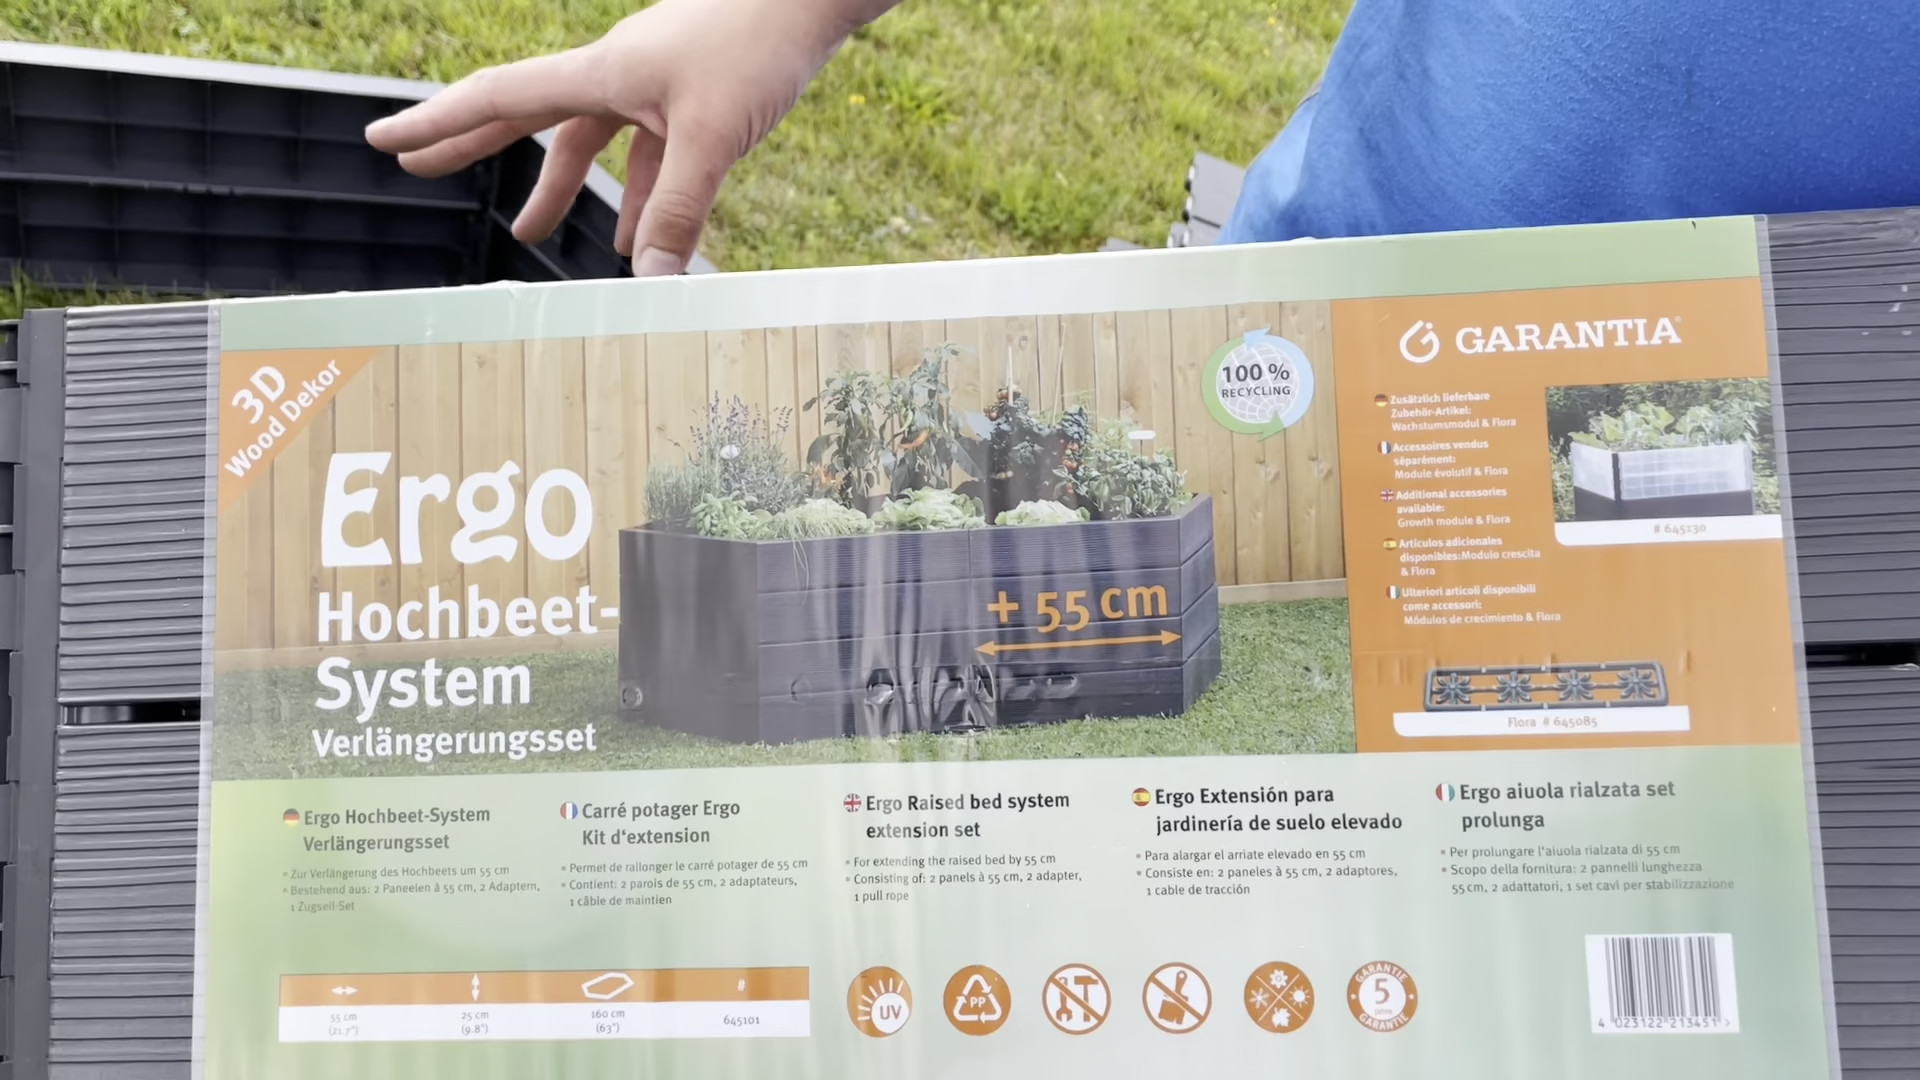 3D
Wood Dekor
Ergo
Hochbeet-
System
Verlängerungsset
+ 55 cm
100 %
RECYCLING
GARANTIA
Zusätzlich lieferbare
Zubehör-Artikel:
Wachstumsmodul & Flora
Accessoires vendus
séparément:
Module évolutif & Flora
Additional accessories
available:
Growth module & Flora
Artículos adicionales
disponibles:Modulo crescita
& Flora
Ulteriori articoli disponibili
come accessori:
Módulos de crecimiento & Flora
# 645130
Flora # 645085
Ergo Hochbeet-System
Verlängerungsset
Zur Verlängerung des Hochbeets um 55 cm
Bestehend aus: 2 Paneelen à 55 cm, 2 Adaptern,
1 Zugseil-Set
Carré potager Ergo
Kit d'extension
Permet de rallonger le carré potager de 55 cm
Contient: 2 parois de 55 cm, 2 adaptateurs,
1 câble de maintien
Ergo Raised bed system
extension set
For extending the raised bed by 55 cm
Consisting of: 2 panels à 55 cm, 2 adapter,
1 pull rope
Ergo Extensión para
jardinería de suelo elevado
Para alargar el arriate elevado en 55 cm
Consiste en: 2 paneles à 55 cm, 2 adaptores,
1 cable de tracción
Ergo aiuola rialzata set
prolunga
Per prolungare l'aiuola rialzata di 55 cm
Scopo della fornitura: 2 pannelli lunghezza
55 cm, 2 adattatori, 1 set cavi per stabilizzazione
#
55 cm
(21.7")
25 cm
(9.8")
160 cm
(63")
645101
UV
PP
GARANTIE
5
Jahre
GARANTIE
4 023122 213451 >